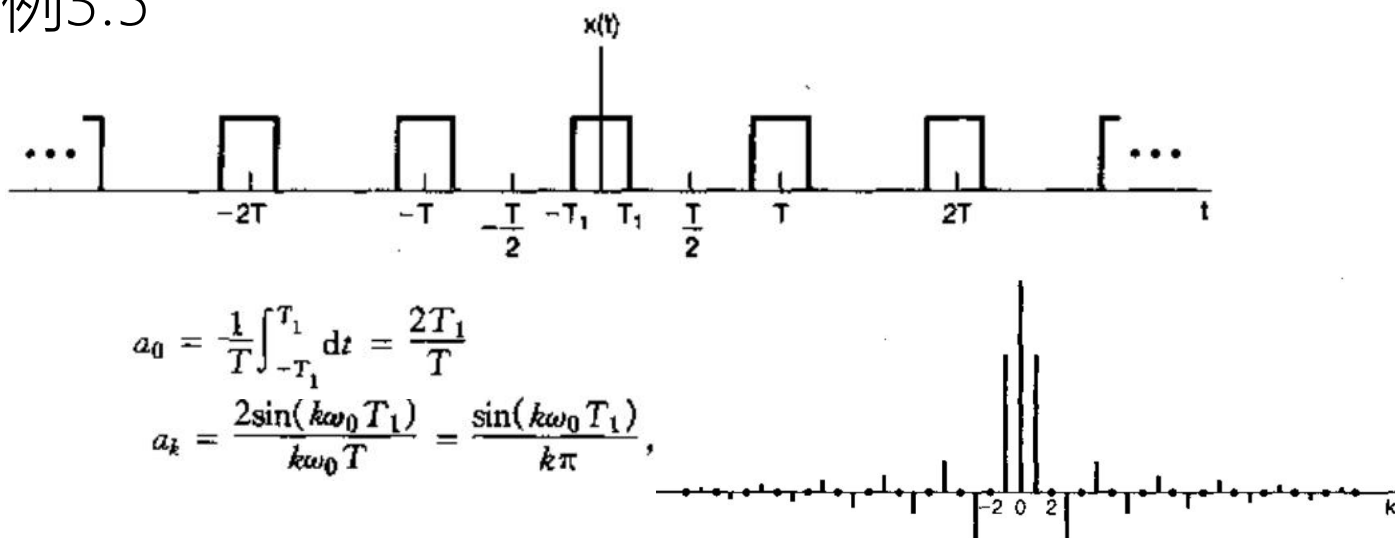 例3.5
x(t)
••• -2T -T -T/2 -T₁ T₁ T/2 T 2T t •••
a₀ = 1/T ∫_{-T₁}^{T₁} dt = 2T₁/T
aₖ = 2sin(kω₀T₁)/kω₀T = sin(kω₀T₁)/kπ,
-2 0 2 k